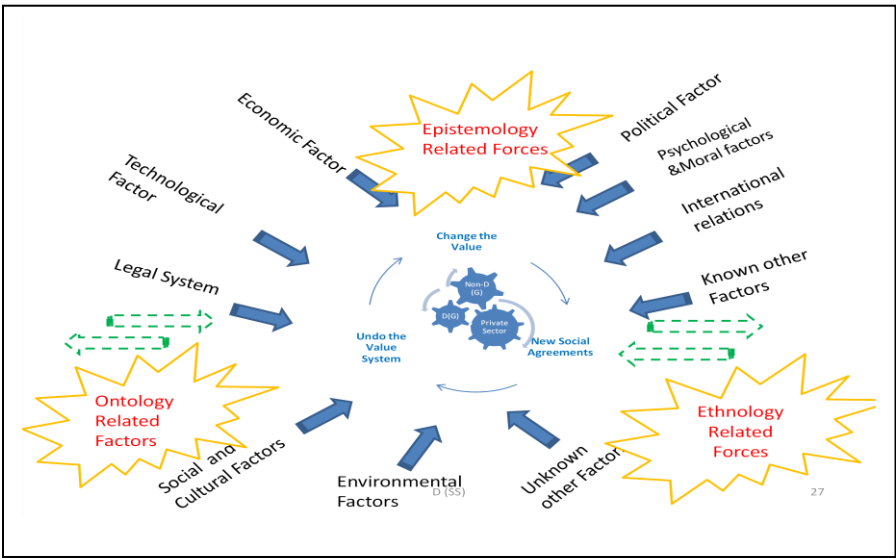 Economic Factor
Epistemology
Related Forces
Political Factor
Psychological
&Moral factors
International
relations
Technological
Factor
Legal System
Known other
Factors
Change the
Value
Non-D
(G)
D(G)
Private
Sector
Undo the
Value
System
New Social
Agreements
Ontology
Related
Factors
Ethnology
Related
Forces
Social and
Cultural Factors
Environmental
Factors
D (SS)
Unknown
other Factor
27